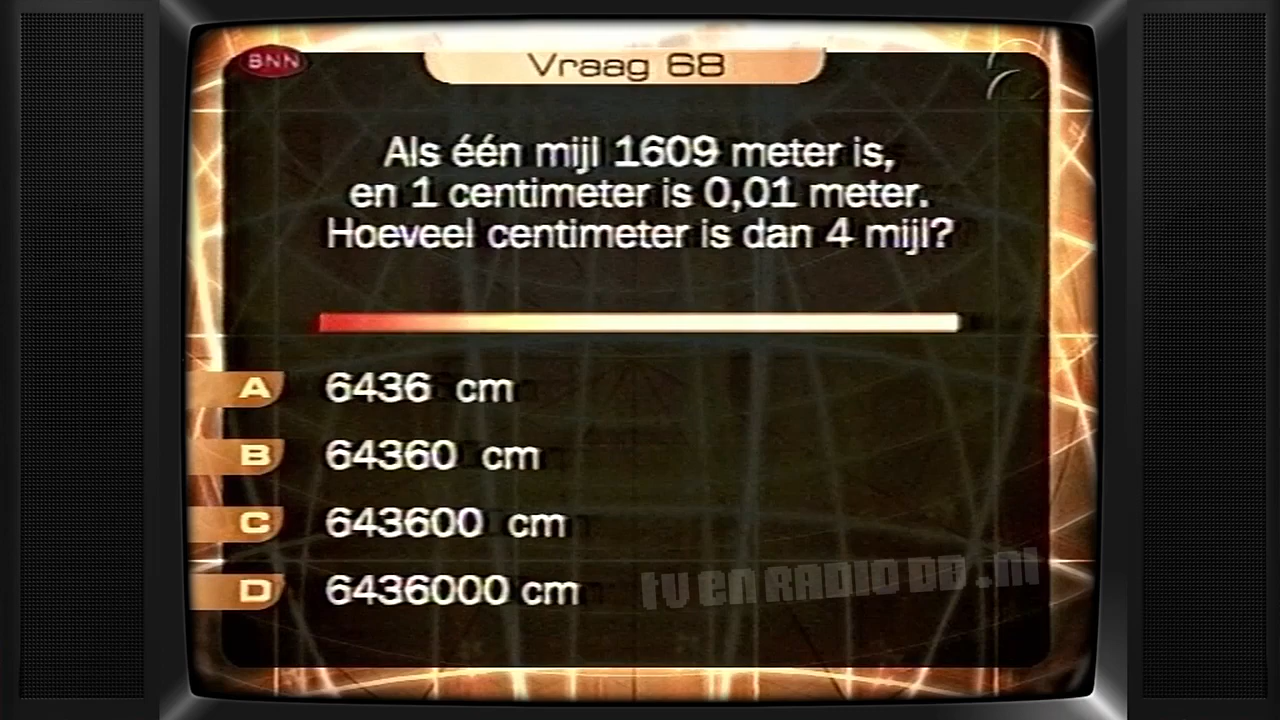 BNN
Vraag 68
Als één mijl 1609 meter is,
en 1 centimeter is 0,01 meter.
Hoeveel centimeter is dan 4 mijl?
A 6436 cm
B 64360 cm
C 643600 cm
D 6436000 cm
tv en RADIO DB .nl